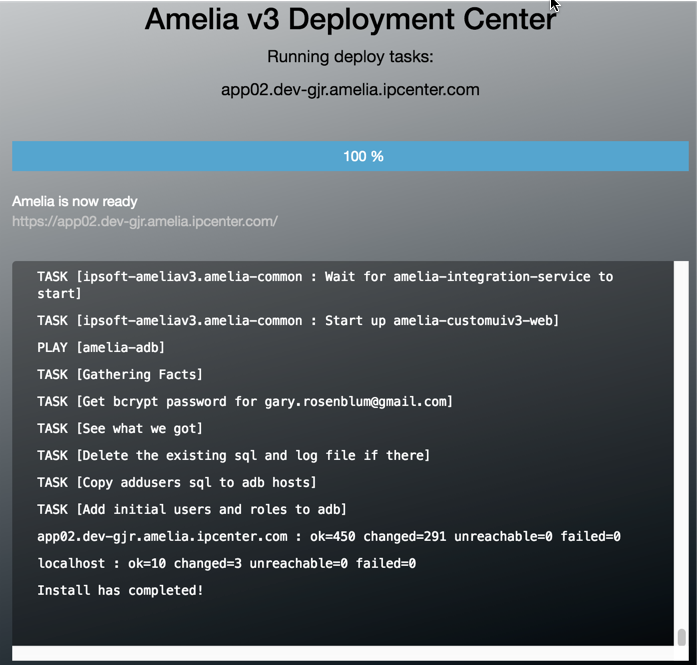 Amelia v3 Deployment Center
Running deploy tasks:
app02.dev-gjr.amelia.ipcenter.com
100 %
Amelia is now ready
https://app02.dev-gjr.amelia.ipcenter.com/
TASK [ipsoft-ameliav3.amelia-common : Wait for amelia-integration-service to
start]
TASK [ipsoft-ameliav3.amelia-common : Start up amelia-customuiv3-web]
PLAY [amelia-adb]
TASK [Gathering Facts]
TASK [Get bcrypt password for gary.rosenblum@gmail.com]
TASK [See what we got]
TASK [Delete the existing sql and log file if there]
TASK [Copy addusers sql to adb hosts]
TASK [Add initial users and roles to adb]
app02.dev-gjr.amelia.ipcenter.com : ok=450 changed=291 unreachable=0 failed=0
localhost : ok=10 changed=3 unreachable=0 failed=0
Install has completed!